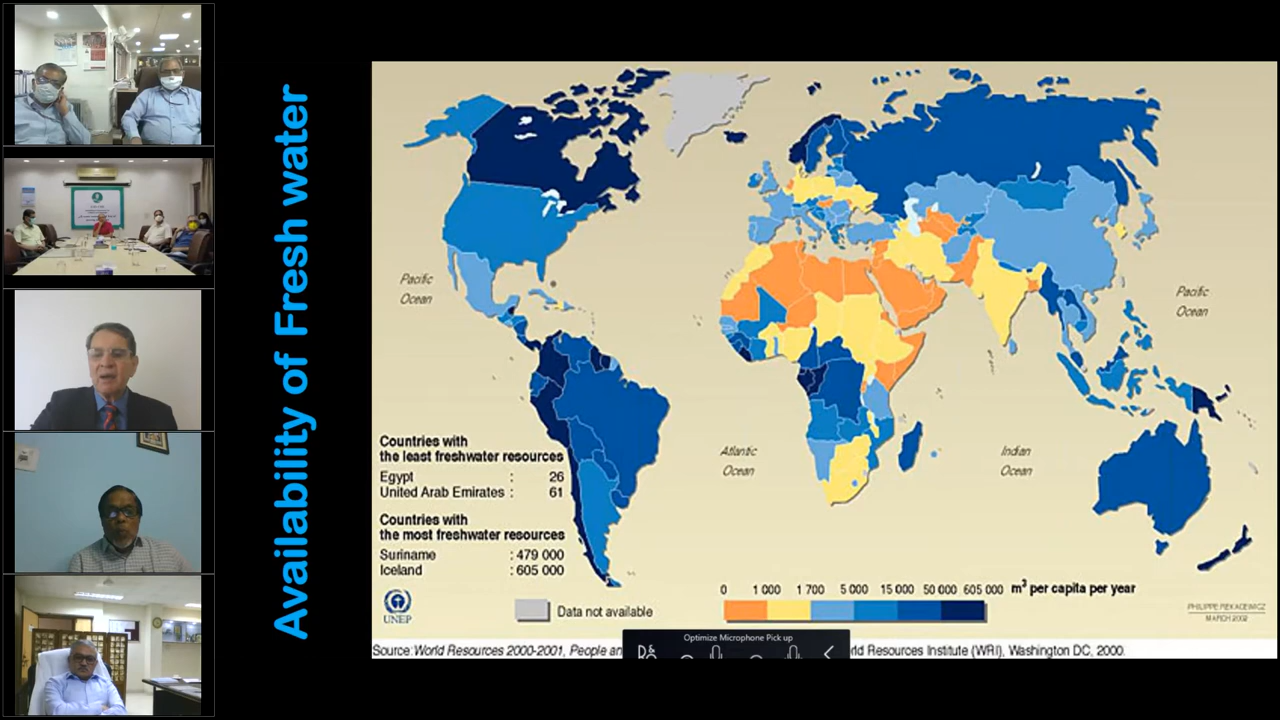 Availability of Fresh water
Pacific
Ocean
Pacific
Ocean
Atlantic
Ocean
Indian
Ocean
Countries with
the least freshwater resources
Egypt : 26
United Arab Emirates : 61
Countries with
the most freshwater resources
Suriname : 479 000
Iceland : 605 000
0 1 000 1 700 5 000 15 000 50 000 605 000 m³ per capita per year
UNEP
Data not available
PHILIPPE REKACEWICZ
MARCH 2002
Optimize Microphone Pick up
Source: World Resources 2000-2001, People an
rld Resources Institute (WRI), Washington DC, 2000.